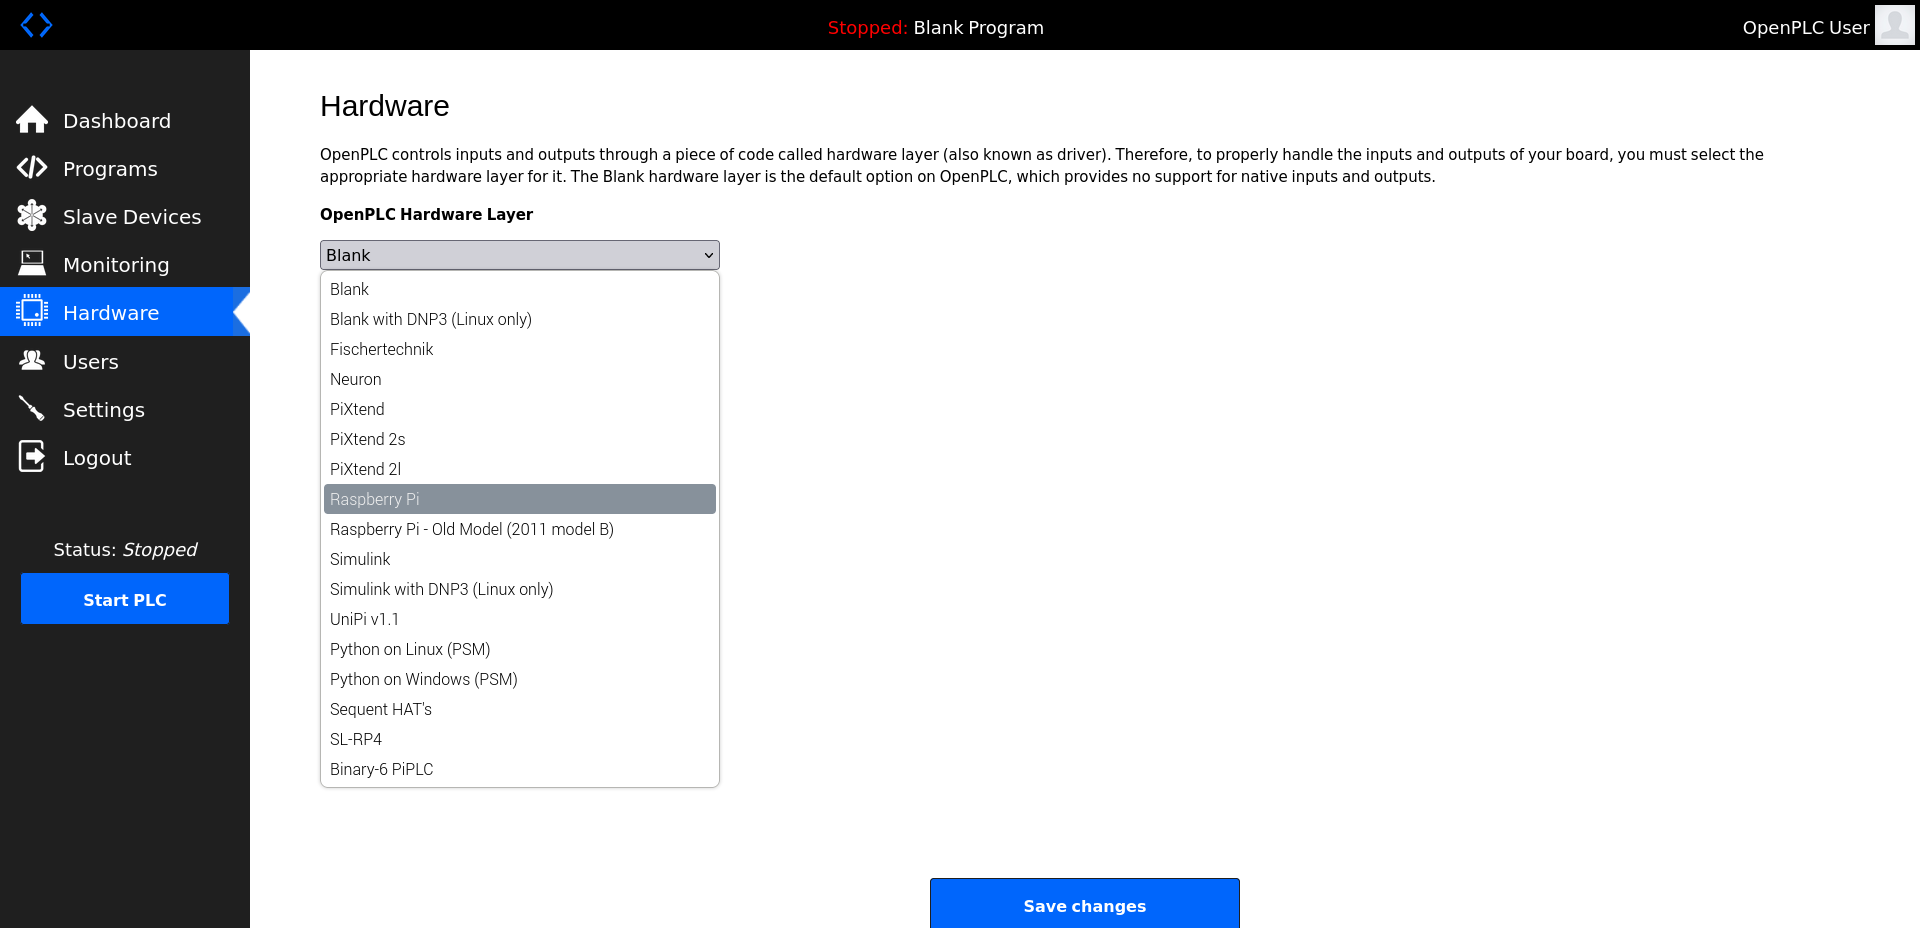 Stopped: Blank Program
OpenPLC User
Dashboard
Programs
Slave Devices
Monitoring
Hardware
Users
Settings
Logout
Status: Stopped
Start PLC
Hardware
OpenPLC controls inputs and outputs through a piece of code called hardware layer (also known as driver). Therefore, to properly handle the inputs and outputs of your board, you must select the
appropriate hardware layer for it. The Blank hardware layer is the default option on OpenPLC, which provides no support for native inputs and outputs.
OpenPLC Hardware Layer
Blank
Blank
Blank with DNP3 (Linux only)
Fischertechnik
Neuron
PiXtend
PiXtend 2s
PiXtend 2l
Raspberry Pi
Raspberry Pi - Old Model (2011 model B)
Simulink
Simulink with DNP3 (Linux only)
UniPi v1.1
Python on Linux (PSM)
Python on Windows (PSM)
Sequent HAT's
SL-RP4
Binary-6 PiPLC
Save changes